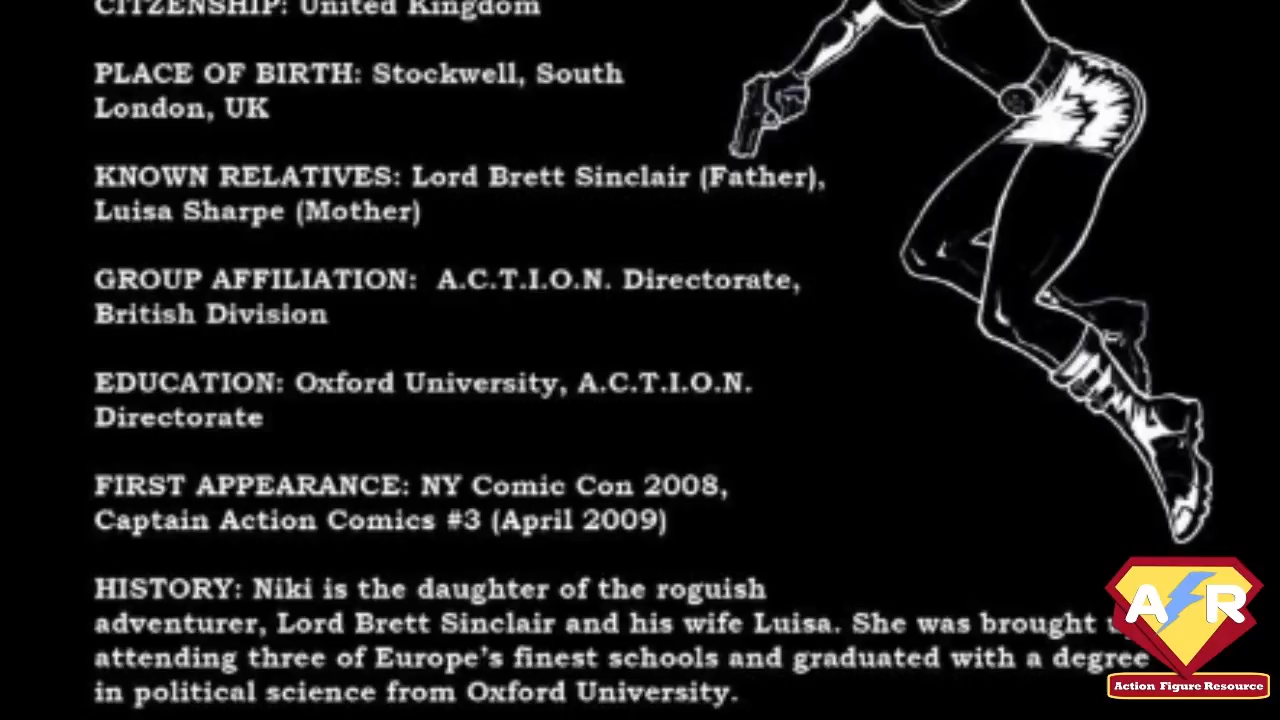 CITZENSHIP: United Kingdom
PLACE OF BIRTH: Stockwell, South
London, UK
KNOWN RELATIVES: Lord Brett Sinclair (Father),
Luisa Sharpe (Mother)
GROUP AFFILIATION: A.C.T.I.O.N. Directorate,
British Division
EDUCATION: Oxford University, A.C.T.I.O.N.
Directorate
FIRST APPEARANCE: NY Comic Con 2008,
Captain Action Comics #3 (April 2009)
HISTORY: Niki is the daughter of the roguish
adventurer, Lord Brett Sinclair and his wife Luisa. She was brought
attending three of Europe's finest schools and graduated with a degree
in political science from Oxford University.
AFR
Action Figure Resource